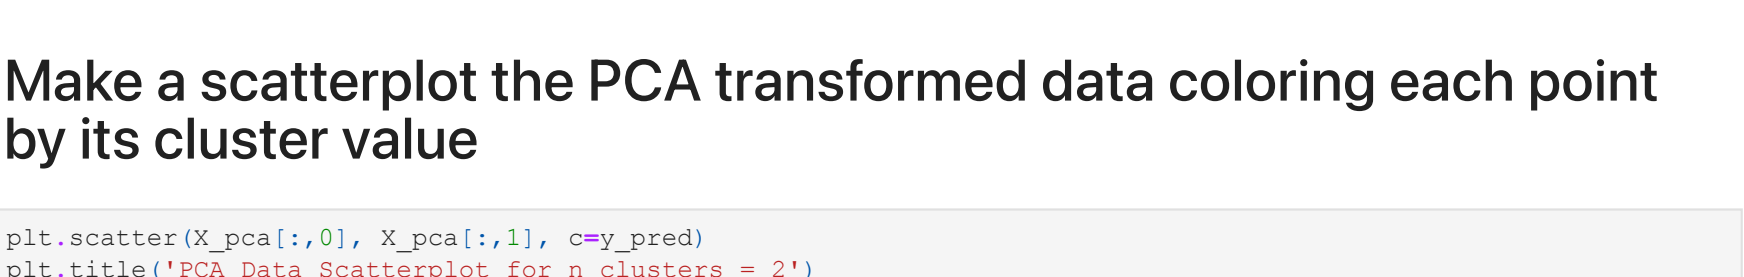 Make a scatterplot the PCA transformed data coloring each point
by its cluster value
plt.scatter(X_pca[:,0], X_pca[:,1], c=y_pred)
plt.title('PCA Data Scatterplot for n_clusters = 2')